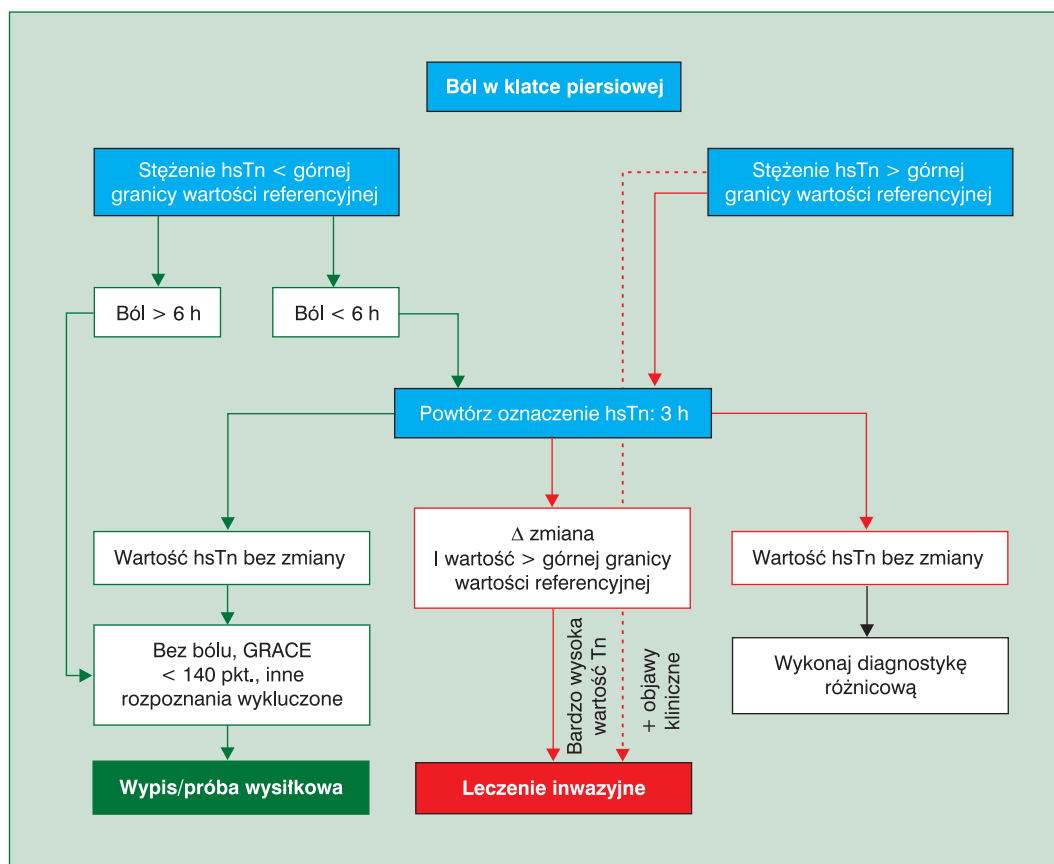 Ból w klatce piersiowej
Stężenie hsTn < górnej
granicy wartości referencyjnej
Stężenie hsTn > górnej
granicy wartości referencyjnej
Ból > 6 h
Ból < 6 h
Powtórz oznaczenie hsTn: 3 h
Wartość hsTn bez zmiany
Δ zmiana
I wartość > górnej granicy
wartości referencyjnej
Wartość hsTn bez zmiany
Bez bólu, GRACE
< 140 pkt., inne
rozpoznania wykluczone
Bardzo wysoka
wartość Tn
+ objawy
kliniczne
Wykonaj diagnostykę
różnicową
Wypis/próba wysiłkowa
Leczenie inwazyjne